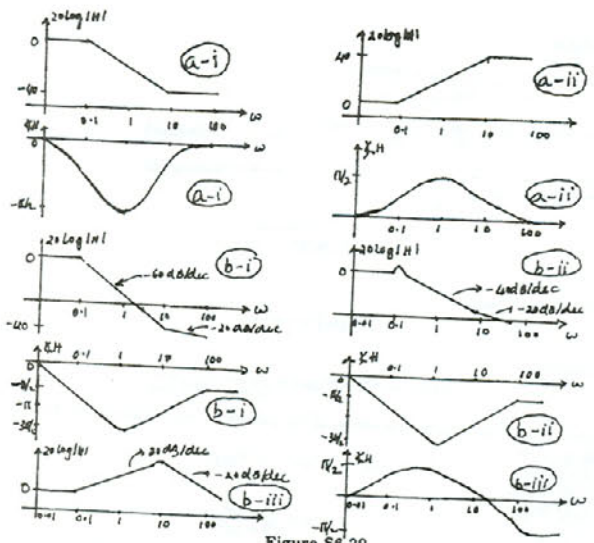 20 log |H|
0
-40
0.1 1 10 100 ω
a-i
20 log |H|
40
0
0.1 1 10 100 ω
a-ii
∠H
0
-π/2
a-i
∠H
π/2
0.1 1 10 100 ω
a-ii
20 log |H|
0
-40
-60 dB/dec
-20 dB/dec
0.1 1 10 100 ω
b-i
20 log |H|
0
-40 dB/dec
-20 dB/dec
0.01 0.1 1 10 100 ω
b-ii
∠H
0.1 1 10 100 ω
0
-π/2
-π
-3π/2
b-i
∠H
0.1 1 10 100 ω
0
-π/2
-3π/2
b-ii
20 log |H|
0
20 dB/dec
-20 dB/dec
0.01 0.1 1 10 100
b-iii
∠H
π/2
0
-π/2
0.01 0.1 1 10 100 ω
b-iii